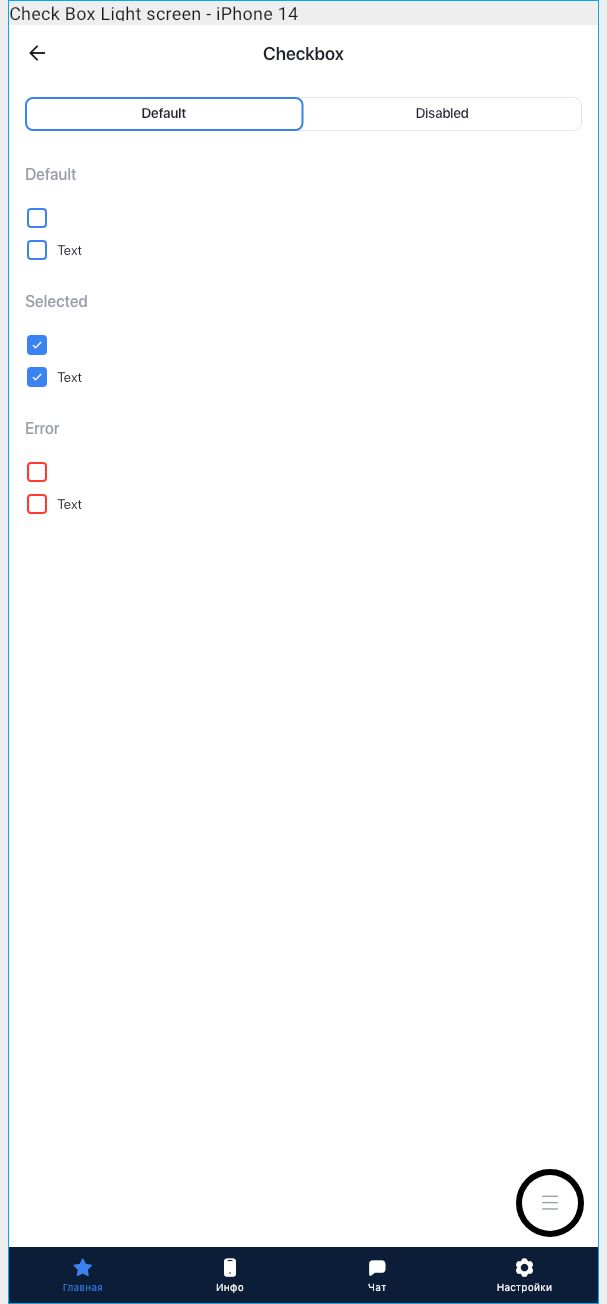 Check Box Light screen - iPhone 14
Checkbox
Default Disabled
Default
Text
Selected
Text
Error
Text
Главная Инфо Чат Настройки